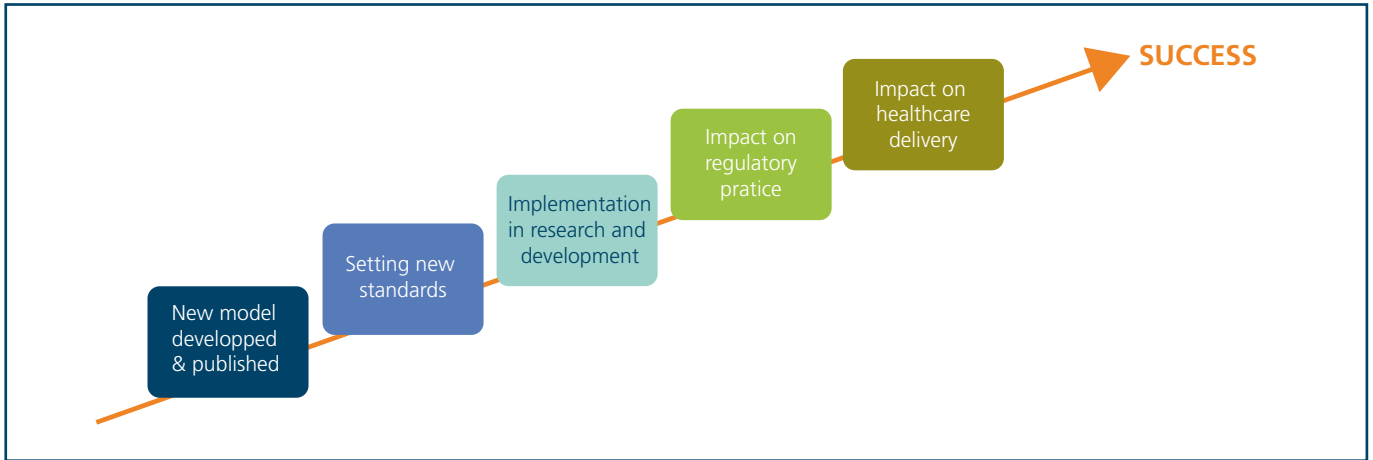 New model
developped
& published
Setting new
standards
Implementation
in research and
development
Impact on
regulatory
pratice
Impact on
healthcare
delivery
SUCCESS